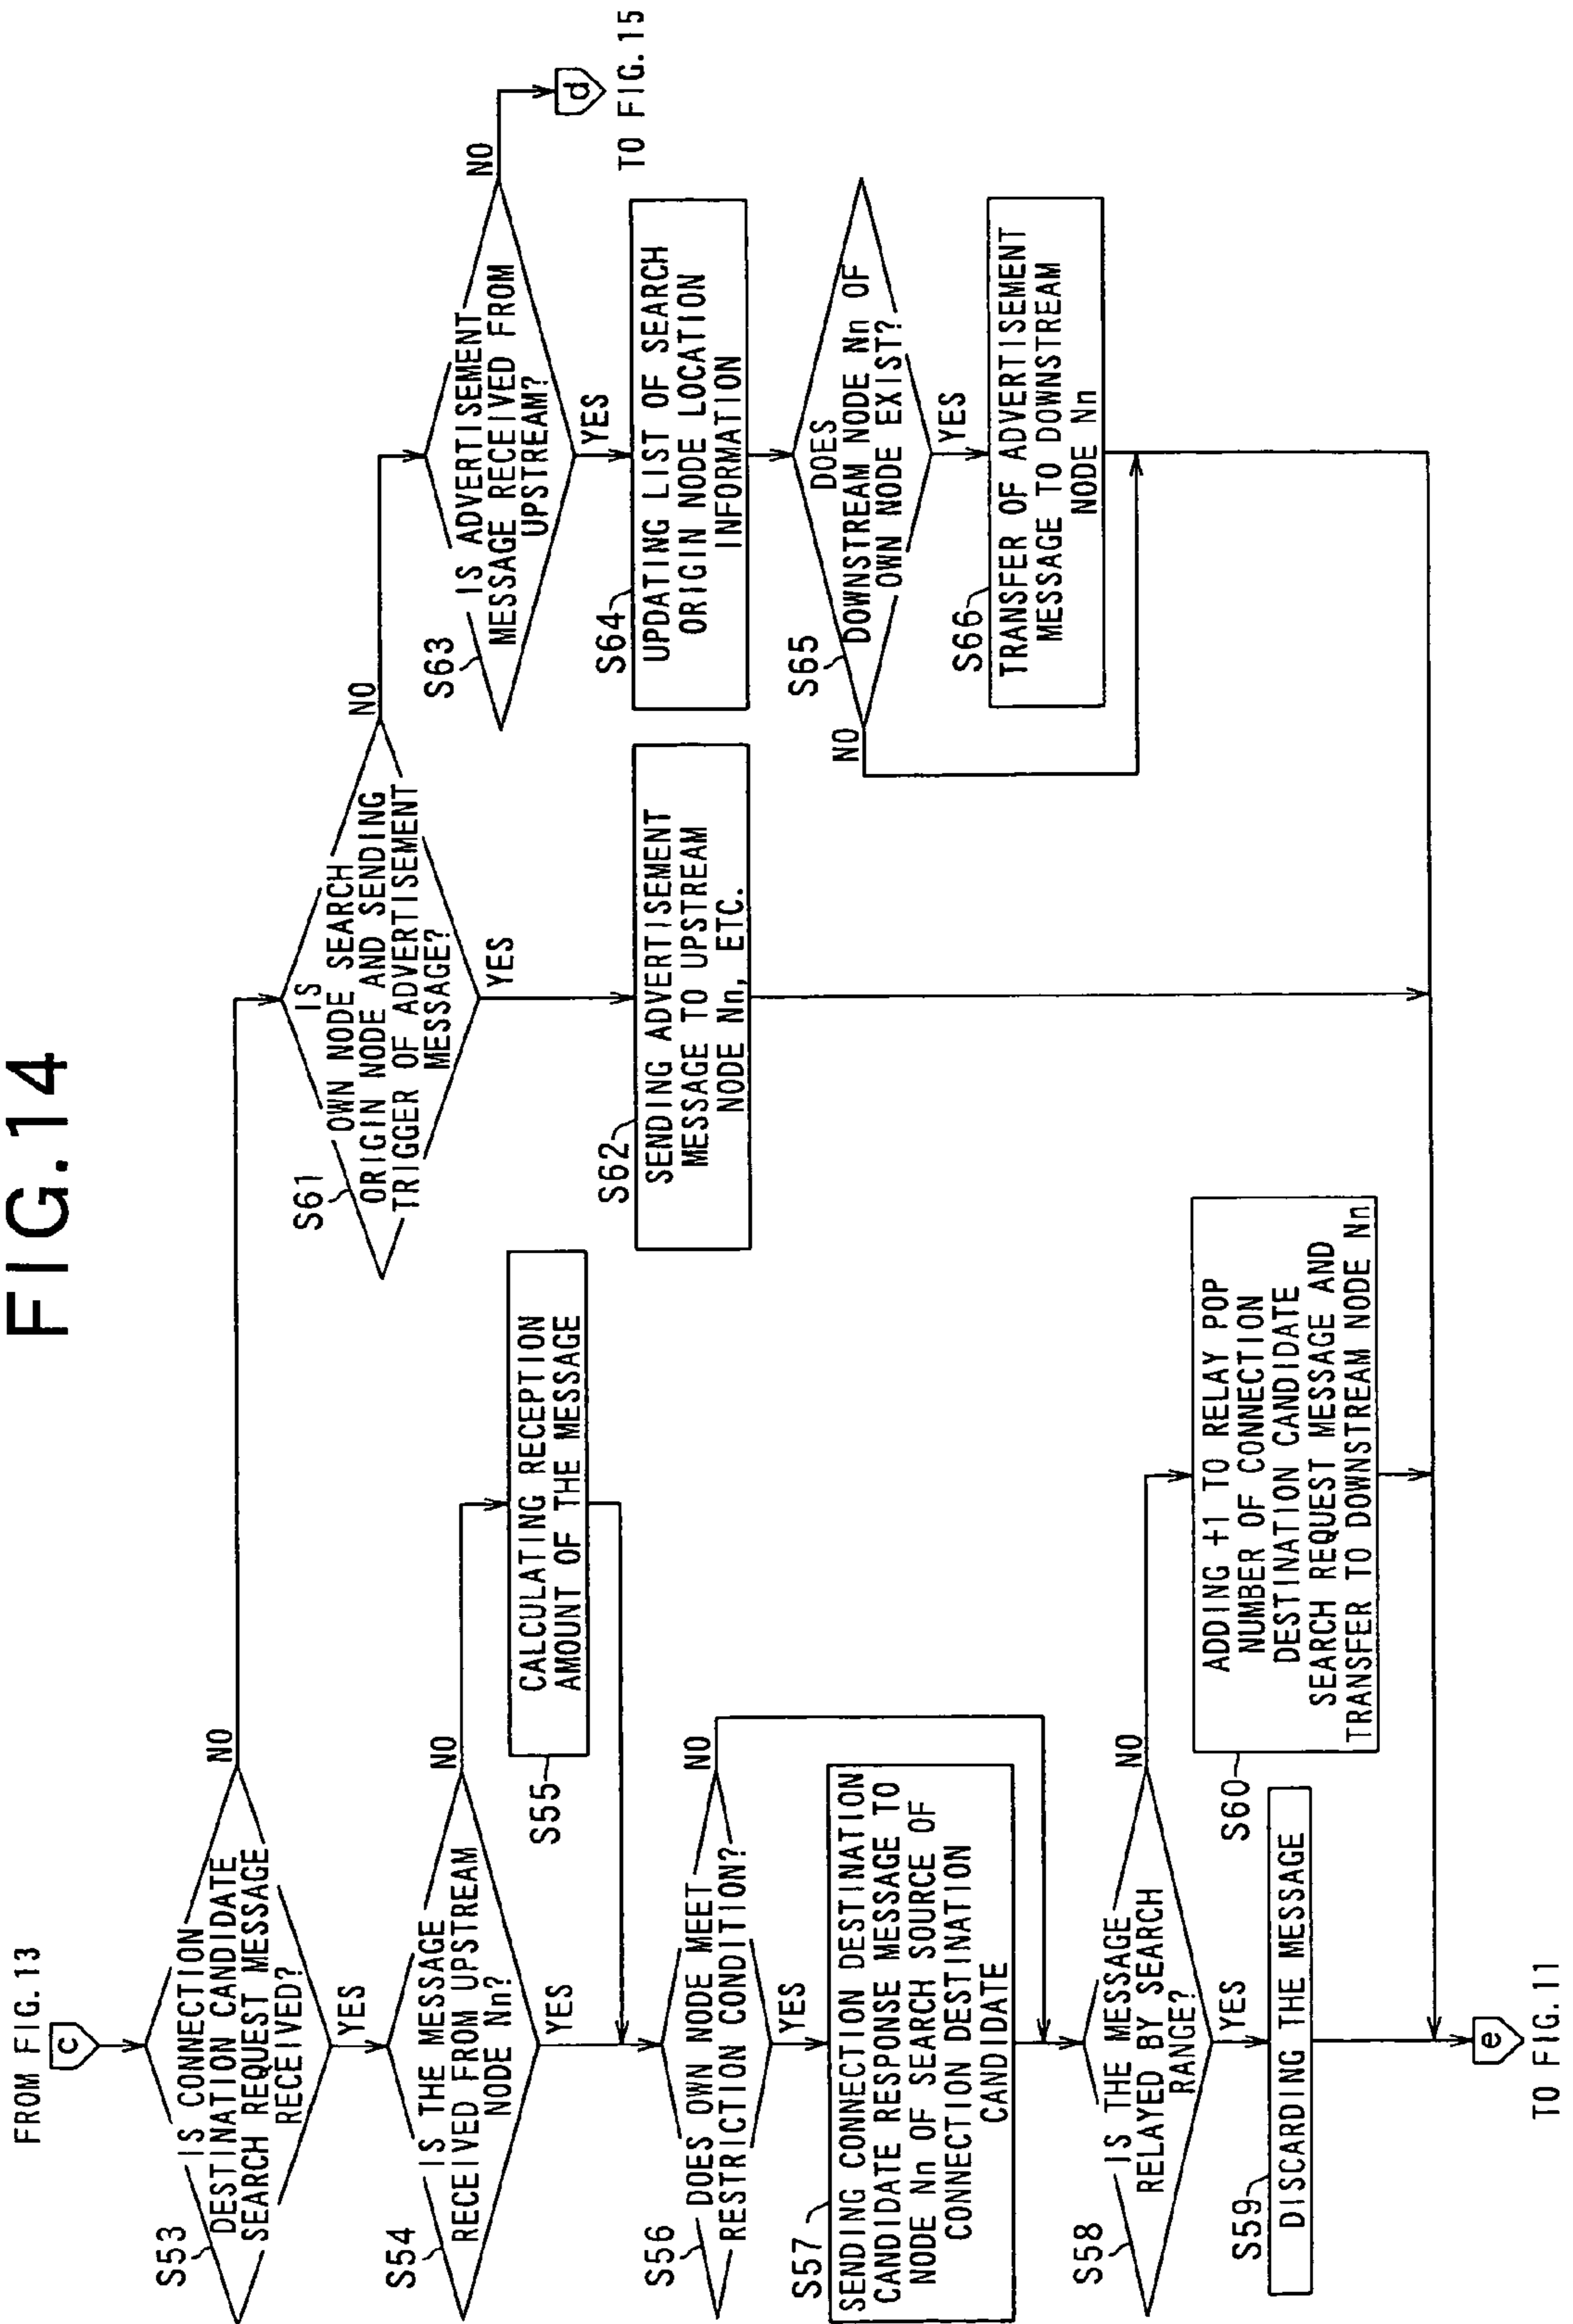 FIG.14
FROM FIG.13
c
S53
IS CONNECTION
DESTINATION CANDIDATE
SEARCH REQUEST MESSAGE
RECEIVED?
NO
YES
S54
IS THE MESSAGE
RECEIVED FROM UPSTREAM
NODE Nn?
NO
YES
S55
CALCULATING RECEPTION
AMOUNT OF THE MESSAGE
S56
DOES OWN NODE MEET
RESTRICTION CONDITION?
NO
YES
S57
SENDING CONNECTION DESTINATION
CANDIDATE RESPONSE MESSAGE TO
NODE Nn OF SEARCH SOURCE OF
CONNECTION DESTINATION
CANDIDATE
S58
IS THE MESSAGE
RELAYED BY SEARCH
RANGE?
NO
YES
S59
DISCARDING THE MESSAGE
S60
ADDING +1 TO RELAY POP
NUMBER OF CONNECTION
DESTINATION CANDIDATE
SEARCH REQUEST MESSAGE AND
TRANSFER TO DOWNSTREAM NODE Nn
e
TO FIG.11
S61
IS
OWN NODE SEARCH
ORIGIN NODE AND SENDING
TRIGGER OF ADVERTISEMENT
MESSAGE?
NO
YES
S62
SENDING ADVERTISEMENT
MESSAGE TO UPSTREAM
NODE Nn, ETC.
S63
IS ADVERTISEMENT
MESSAGE RECEIVED FROM
UPSTREAM?
NO
YES
d
TO FIG.15
S64
UPDATING LIST OF SEARCH
ORIGIN NODE LOCATION
INFORMATION
S65
DOES
DOWNSTREAM NODE Nn OF
OWN NODE EXIST?
NO
YES
S66
TRANSFER OF ADVERTISEMENT
MESSAGE TO DOWNSTREAM
NODE Nn